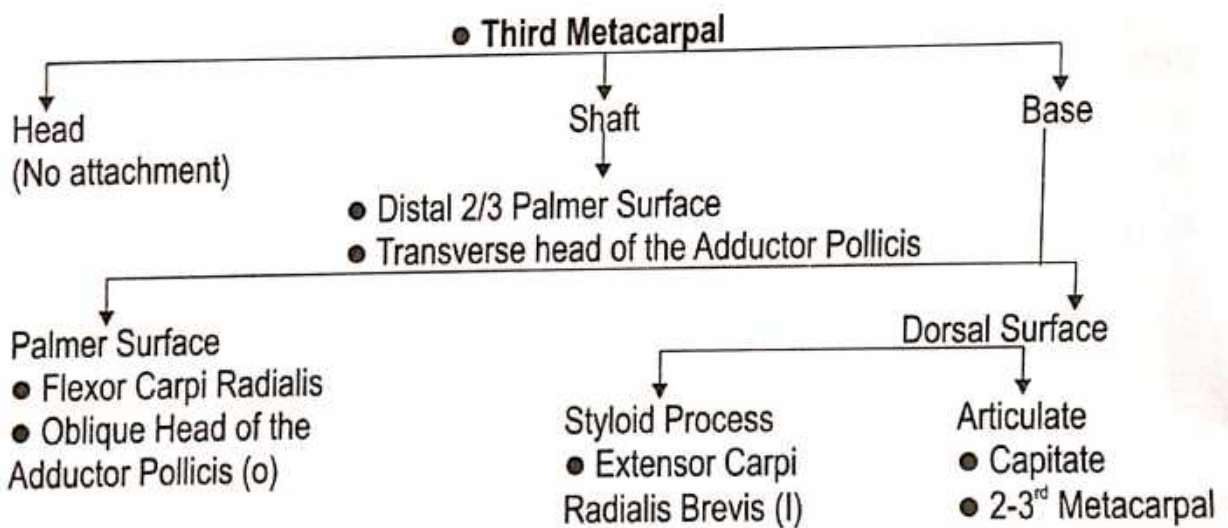 ● Third Metacarpal
Head
(No attachment)
Shaft
Base
● Distal 2/3 Palmer Surface
● Transverse head of the Adductor Pollicis
Palmer Surface
● Flexor Carpi Radialis
● Oblique Head of the
Adductor Pollicis (o)
Dorsal Surface
Styloid Process
● Extensor Carpi
Radialis Brevis (I)
Articulate
● Capitate
● 2-3rd Metacarpal